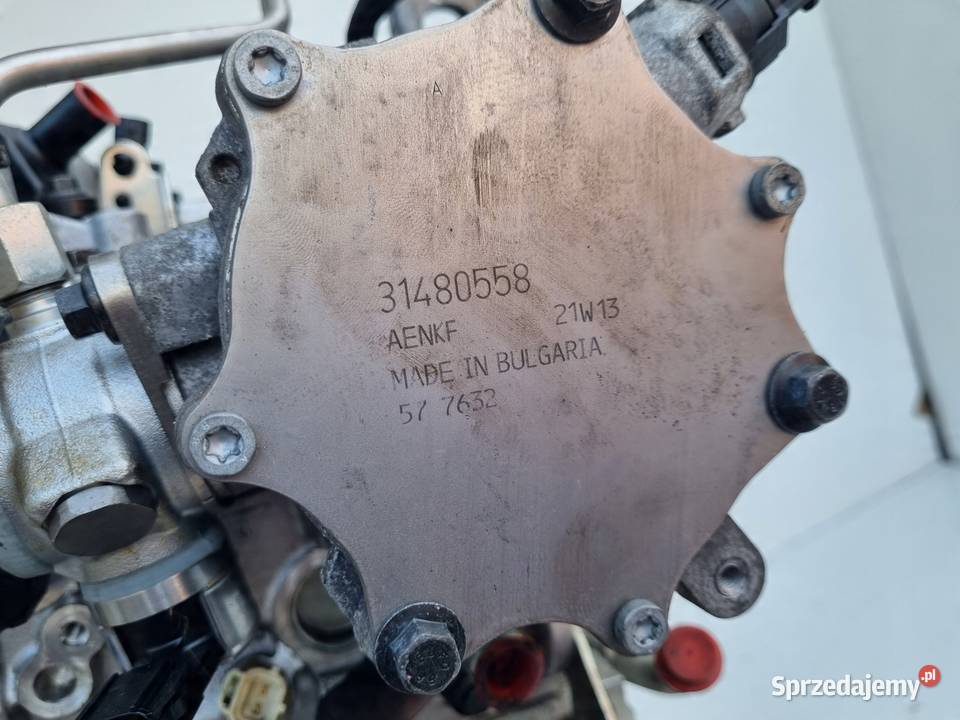 A
31480558
AENKF 21W13
MADE IN BULGARIA
57 7632
Sprzedajemy.pl